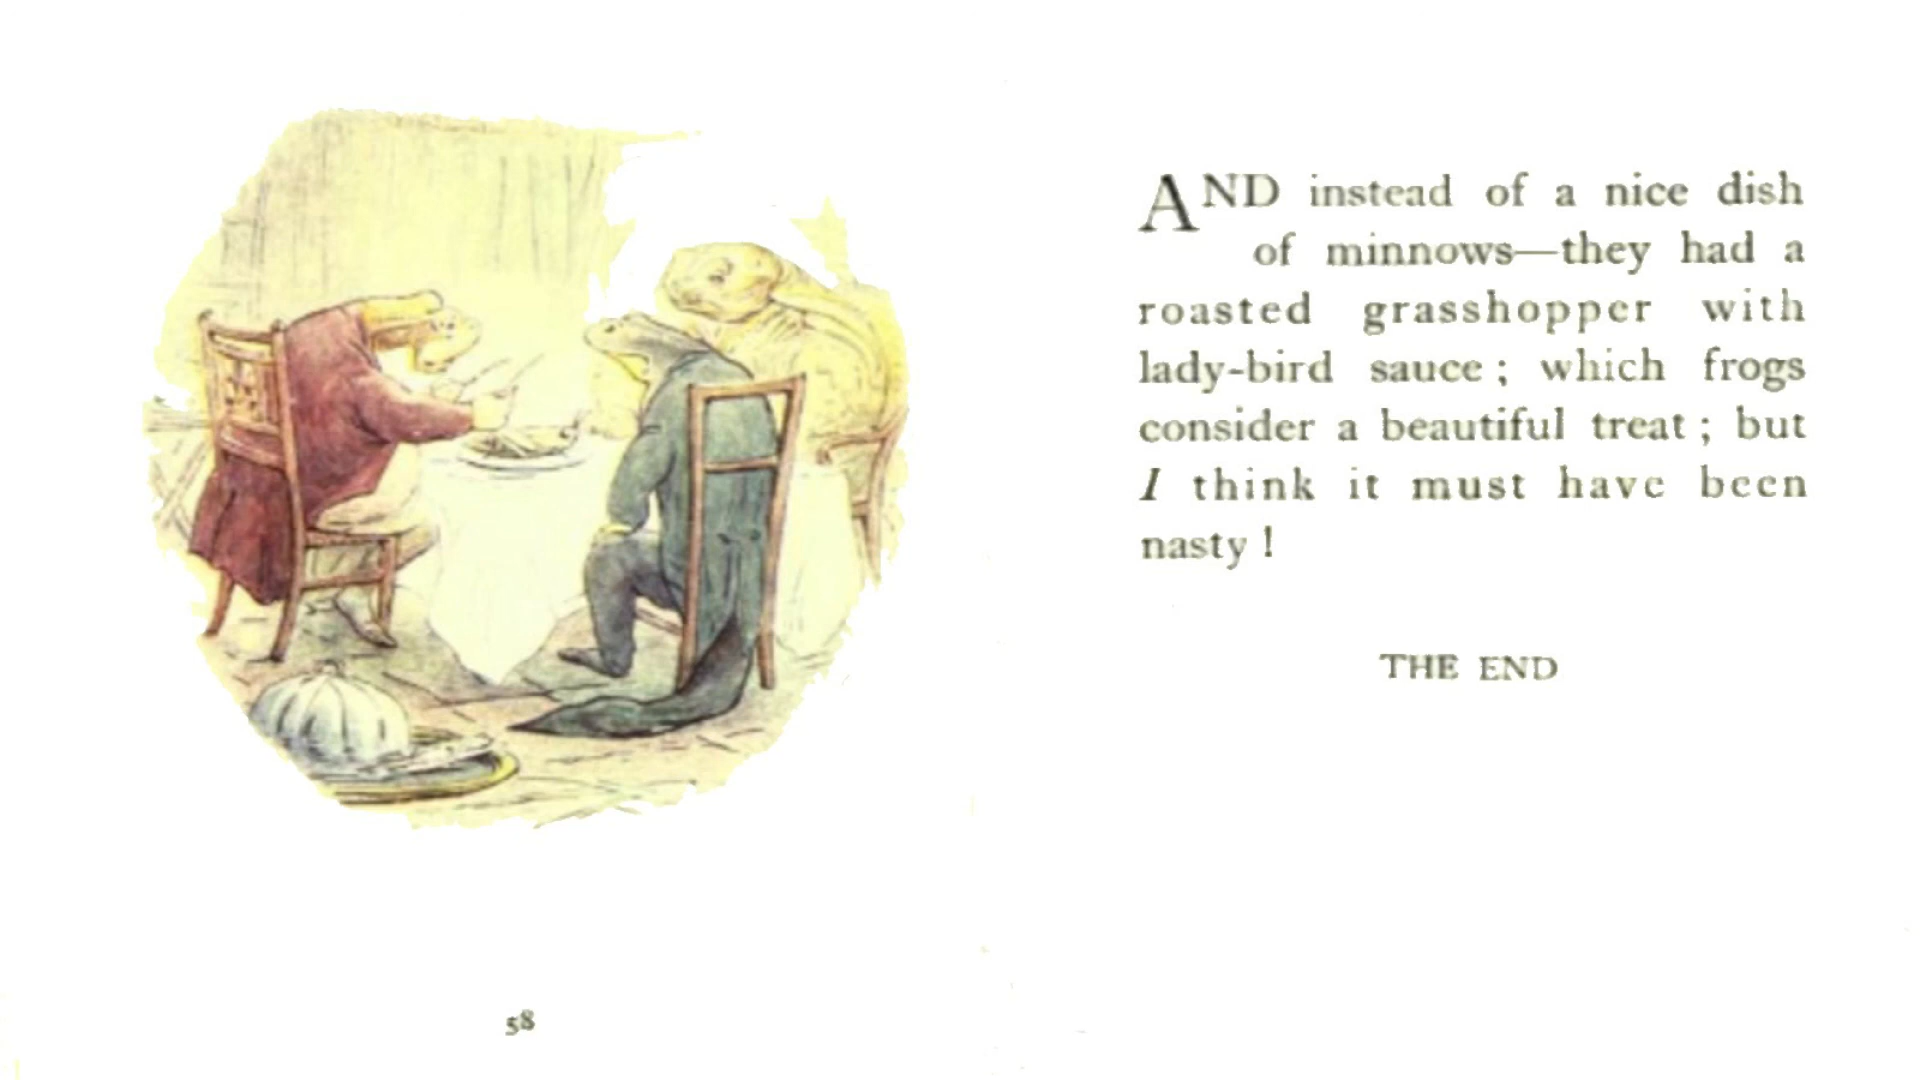 58
AND instead of a nice dish
of minnows—they had a
roasted grasshopper with
lady-bird sauce; which frogs
consider a beautiful treat; but
I think it must have been
nasty!
THE END